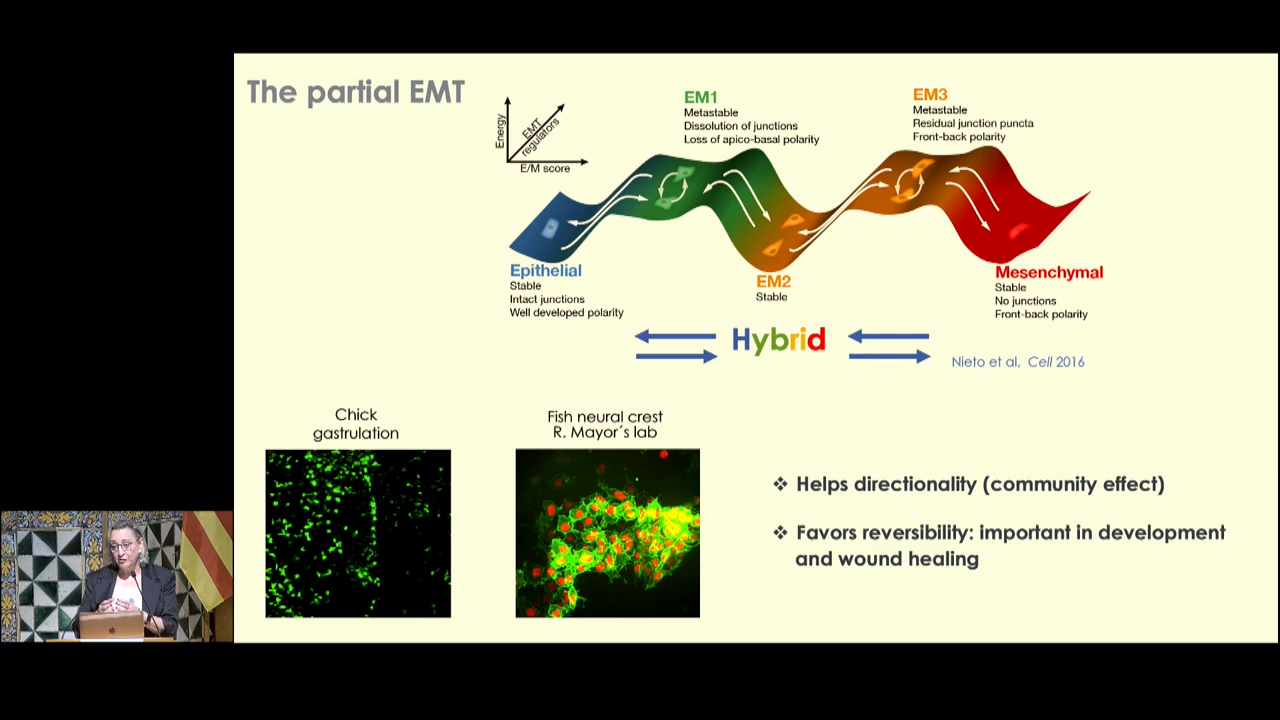 The partial EMT
Energy
EMT
regulators
E/M score
EM1
Metastable
Dissolution of junctions
Loss of apico-basal polarity
EM3
Metastable
Residual junction puncta
Front-back polarity
Epithelial
Stable
Intact junctions
Well developed polarity
EM2
Stable
Mesenchymal
Stable
No junctions
Front-back polarity
Hybrid
Nieto et al, Cell 2016
Chick
gastrulation
Fish neural crest
R. Mayor´s lab
❖ Helps directionality (community effect)
❖ Favors reversibility: important in development
and wound healing